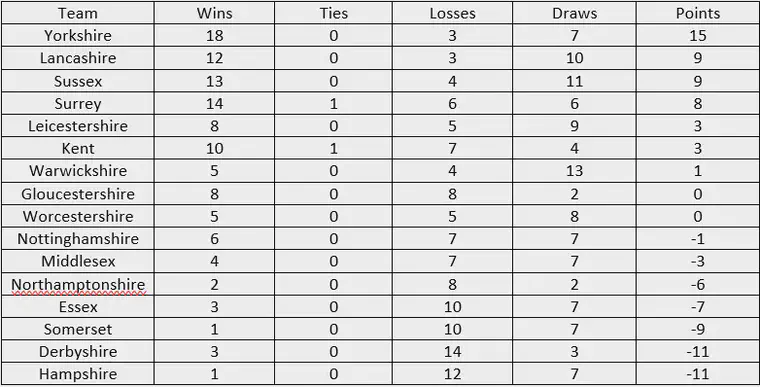 Team Wins Ties Losses Draws Points
Yorkshire 18 0 3 7 15
Lancashire 12 0 3 10 9
Sussex 13 0 4 11 9
Surrey 14 1 6 6 8
Leicestershire 8 0 5 9 3
Kent 10 1 7 4 3
Warwickshire 5 0 4 13 1
Gloucestershire 8 0 8 2 0
Worcestershire 5 0 5 8 0
Nottinghamshire 6 0 7 7 -1
Middlesex 4 0 7 7 -3
Northamptonshire 2 0 8 2 -6
Essex 3 0 10 7 -7
Somerset 1 0 10 7 -9
Derbyshire 3 0 14 3 -11
Hampshire 1 0 12 7 -11